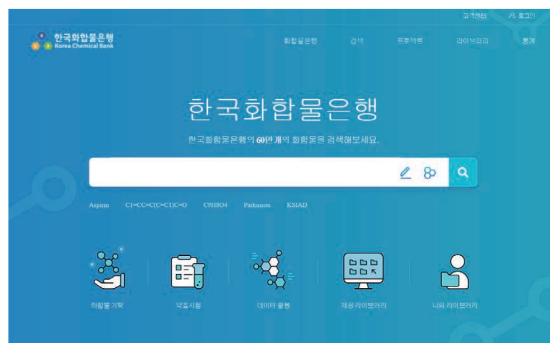 고객센터 로그인
한국화합물은행
Korea Chemical Bank
화합물은행 검색 프로젝트 라이브러리 통계
한국화합물은행
한국화합물은행의 60만 개의 화합물을 검색해보세요.
Aspirin C1=CC=C(C=C1)C=O C9H8O4 Parkinson KSIAD
화합물 기탁 약효시험 데이터 활용 제공 라이브러리 나의 라이브러리